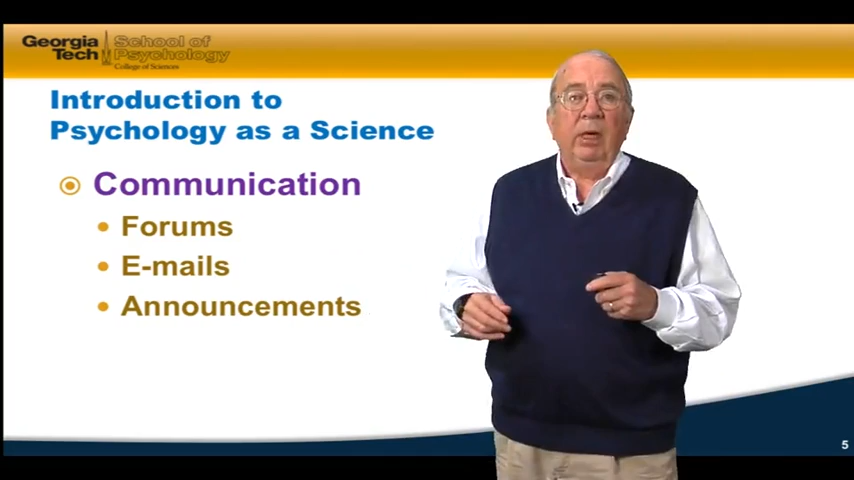 Georgia Tech
School of Psychology
College of Sciences
Introduction to
Psychology as a Science
Communication
Forums
E-mails
Announcements
5